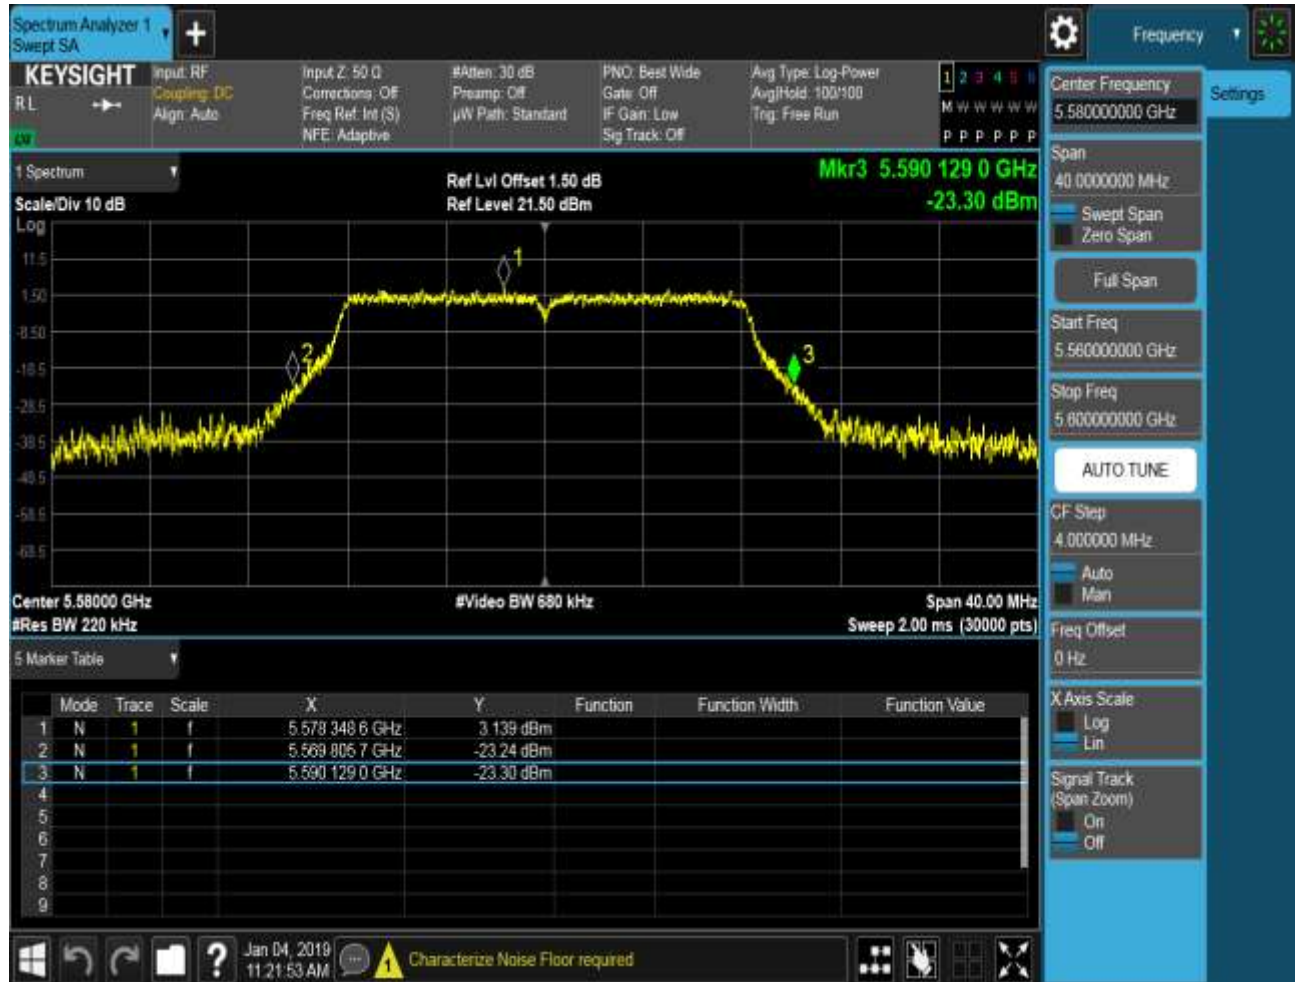 Spectrum Analyzer 1
Swept SA
Frequency
KEYSIGHT
RL
Input: RF
Coupling: DC
Align: Auto
Input Z: 50 Ω
Corrections: Off
Freq Ref: Int (S)
NFE: Adaptive
#Atten: 30 dB
Preamp: Off
µW Path: Standard
PNO: Best Wide
Gate: Off
IF Gain: Low
Sig Track: Off
Avg Type: Log-Power
Avg|Hold: 100/100
Trig: Free Run
1 2 3 4 5 6
M W W W W W
P P P P P P
1 Spectrum
Scale/Div 10 dB
Log
Ref Lvl Offset 1.50 dB
Ref Level 21.50 dBm
Mkr3 5.590 129 0 GHz
-23.30 dBm
11.5
1.50
-8.50
-18.5
-28.5
-38.5
-48.5
-58.5
-68.5
1
2
3
Center 5.58000 GHz
#Res BW 220 kHz
#Video BW 680 kHz
Span 40.00 MHz
Sweep 2.00 ms (30000 pts)
5 Marker Table
Mode Trace Scale X Y Function Function Width Function Value
1 N 1 f 5.578 348 6 GHz 3.139 dBm
2 N 1 f 5.569 805 7 GHz -23.24 dBm
3 N 1 f 5.590 129 0 GHz -23.30 dBm
4
5
6
7
8
9
Jan 04, 2019
11:21:53 AM
Characterize Noise Floor required
Center Frequency
5.580000000 GHz
Settings
Span
40.0000000 MHz
Swept Span
Zero Span
Full Span
Start Freq
5.560000000 GHz
Stop Freq
5.600000000 GHz
AUTO TUNE
CF Step
4.000000 MHz
Auto
Man
Freq Offset
0 Hz
X Axis Scale
Log
Lin
Signal Track
(Span Zoom)
On
Off